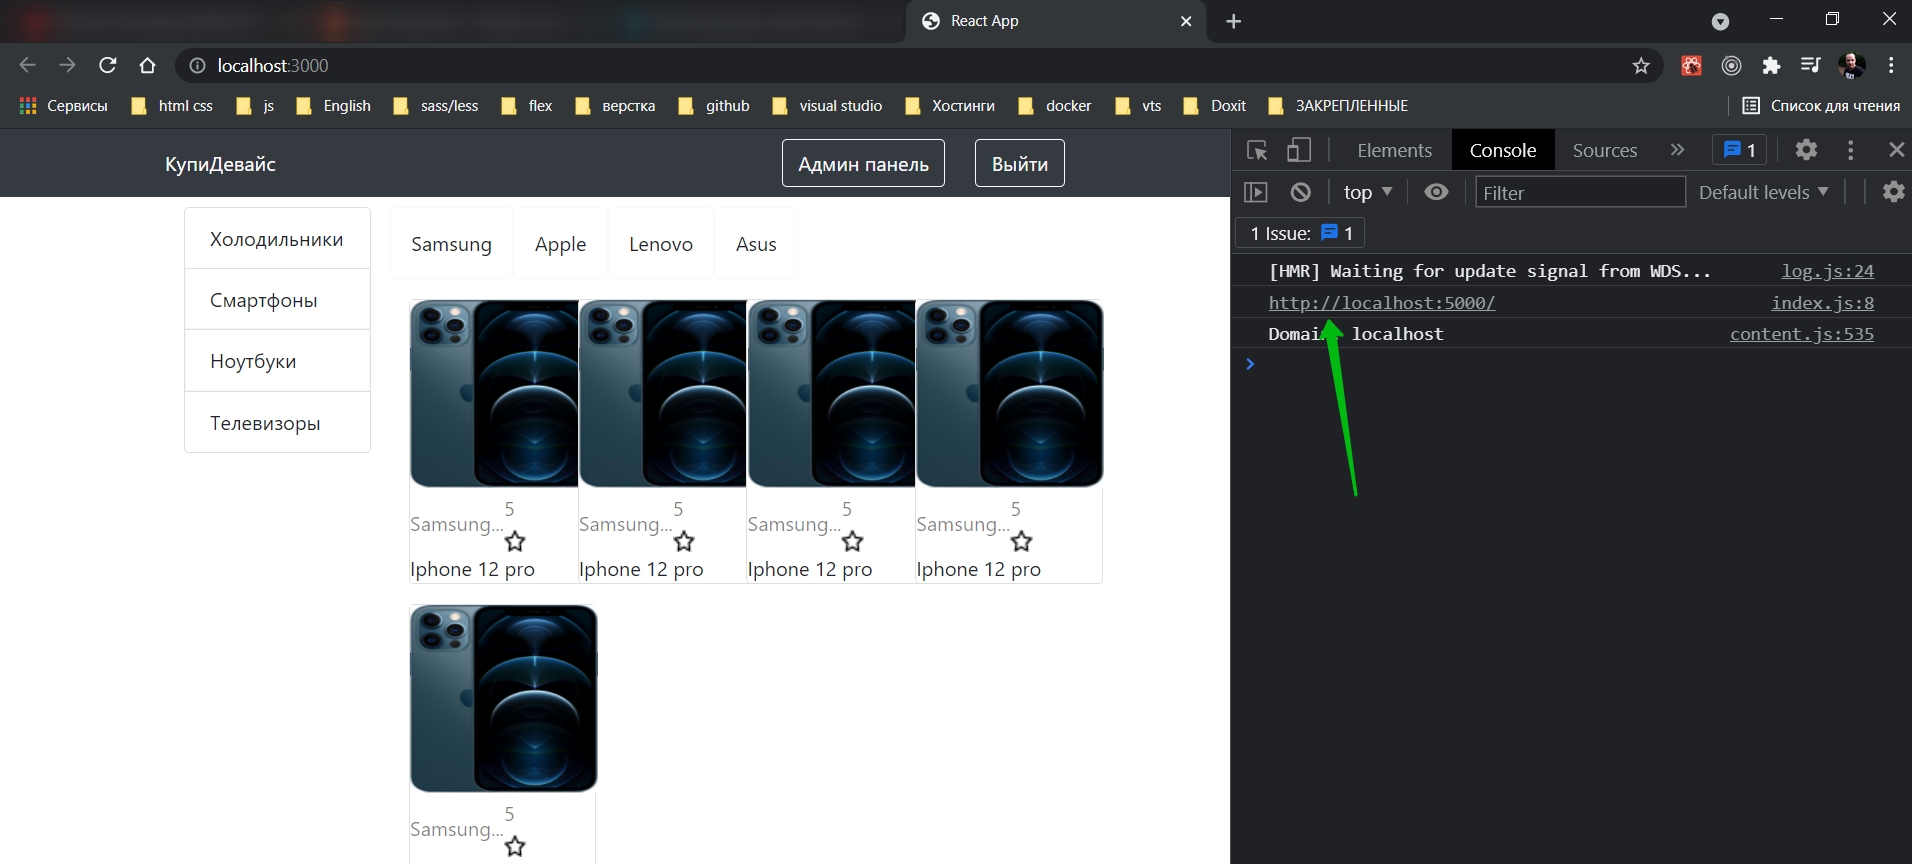 React App
localhost:3000
Сервисы html css js English sass/less flex верстка github visual studio Хостинги docker vts Doxit ЗАКРЕПЛЕННЫЕ Список для чтения
КупиДевайс Админ панель Выйти
Холодильники
Смартфоны
Ноутбуки
Телевизоры
Samsung Apple Lenovo Asus
5 5 5 5
Samsung... Samsung... Samsung... Samsung...
Iphone 12 pro Iphone 12 pro Iphone 12 pro Iphone 12 pro
5
Samsung...
Elements Console Sources » 1
top Filter Default levels
1 Issue: 1
[HMR] Waiting for update signal from WDS... log.js:24
http://localhost:5000/ index.js:8
localhost content.js:535